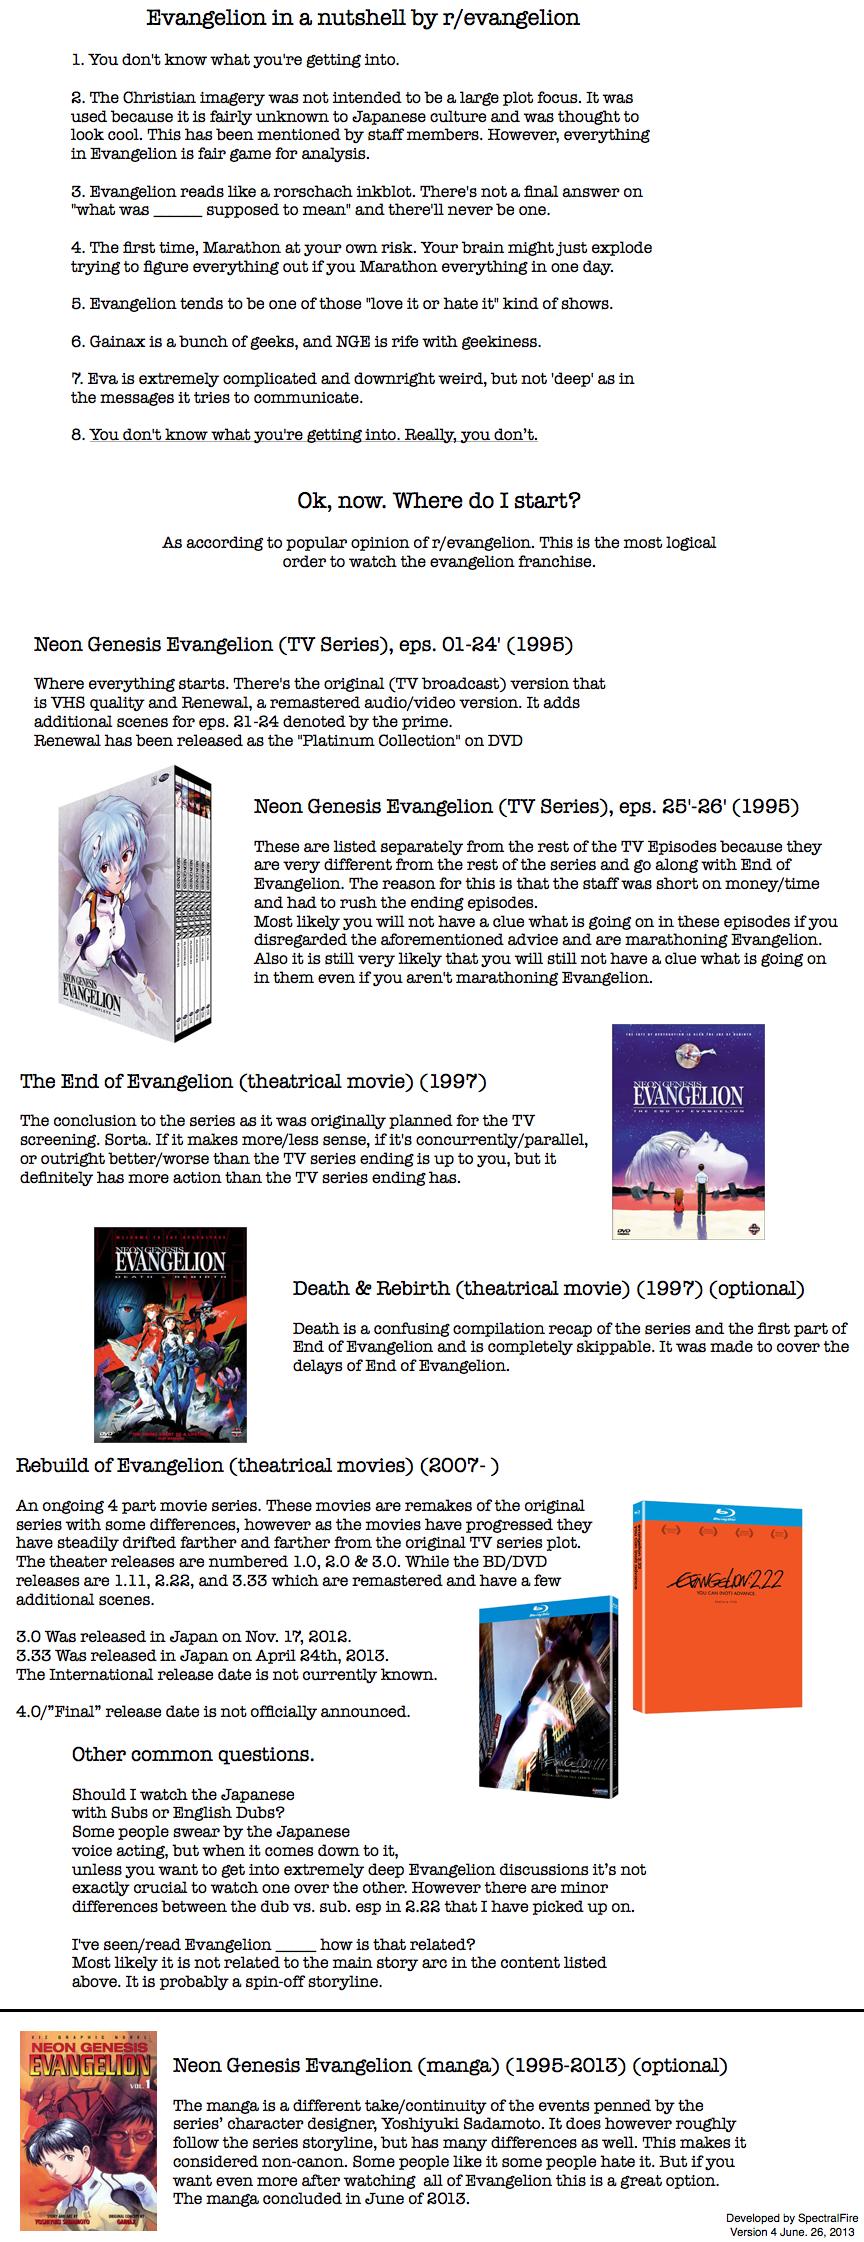 Evangelion in a nutshell by r/evangelion
1. You don't know what you're getting into.
2. The Christian imagery was not intended to be a large plot focus. It was
used because it is fairly unknown to Japanese culture and was thought to
look cool. This has been mentioned by staff members. However, everything
in Evangelion is fair game for analysis.
3. Evangelion reads like a rorschach inkblot. There's not a final answer on
"what was ______ supposed to mean" and there'll never be one.
4. The first time, Marathon at your own risk. Your brain might just explode
trying to figure everything out if you Marathon everything in one day.
5. Evangelion tends to be one of those "love it or hate it" kind of shows.
6. Gainax is a bunch of geeks, and NGE is rife with geekiness.
7. Eva is extremely complicated and downright weird, but not 'deep' as in
the messages it tries to communicate.
8. You don't know what you're getting into. Really, you don't.
Ok, now. Where do I start?
As according to popular opinion of r/evangelion. This is the most logical
order to watch the evangelion franchise.
Neon Genesis Evangelion (TV Series), eps. 01-24' (1995)
Where everything starts. There's the original (TV broadcast) version that
is VHS quality and Renewal, a remastered audio/video version. It adds
additional scenes for eps. 21-24 denoted by the prime.
Renewal has been released as the "Platinum Collection" on DVD
NEON GENESIS
EVANGELION
PLATINUM COMPLETE
Neon Genesis Evangelion (TV Series), eps. 25'-26' (1995)
These are listed separately from the rest of the TV Episodes because they
are very different from the rest of the series and go along with End of
Evangelion. The reason for this is that the staff was short on money/time
and had to rush the ending episodes.
Most likely you will not have a clue what is going on in these episodes if you
disregarded the aforementioned advice and are marathoning Evangelion.
Also it is still very likely that you will still not have a clue what is going on
in them even if you aren't marathoning Evangelion.
The End of Evangelion (theatrical movie) (1997)
The conclusion to the series as it was originally planned for the TV
screening. Sorta. If it makes more/less sense, if it's concurrently/parallel,
or outright better/worse than the TV series ending is up to you, but it
definitely has more action than the TV series ending has.
THE FATE OF DESTRUCTION IS ALSO THE JOY OF REBIRTH
NEON GENESIS
EVANGELION
THE END OF EVANGELION
DVD
WELCOME TO THE APOCALYPSE
NEON GENESIS
EVANGELION
DEATH & REBIRTH
DVD
Death & Rebirth (theatrical movie) (1997) (optional)
Death is a confusing compilation recap of the series and the first part of
End of Evangelion and is completely skippable. It was made to cover the
delays of End of Evangelion.
Rebuild of Evangelion (theatrical movies) (2007- )
An ongoing 4 part movie series. These movies are remakes of the original
series with some differences, however as the movies have progressed they
have steadily drifted farther and farther from the original TV series plot.
The theater releases are numbered 1.0, 2.0 & 3.0. While the BD/DVD
releases are 1.11, 2.22, and 3.33 which are remastered and have a few
additional scenes.
3.0 Was released in Japan on Nov. 17, 2012.
3.33 Was released in Japan on April 24th, 2013.
The International release date is not currently known.
4.0/"Final" release date is not officially announced.
Blu-ray Disc
EVANGELION:2.22
YOU CAN (NOT) ADVANCE.
Blu-ray Disc
EVANGELION:1.11
YOU ARE (NOT) ALONE.
Other common questions.
Should I watch the Japanese
with Subs or English Dubs?
Some people swear by the Japanese
voice acting, but when it comes down to it,
unless you want to get into extremely deep Evangelion discussions it's not
exactly crucial to watch one over the other. However there are minor
differences between the dub vs. sub. esp in 2.22 that I have picked up on.
I've seen/read Evangelion _____ how is that related?
Most likely it is not related to the main story arc in the content listed
above. It is probably a spin-off storyline.
VIZ GRAPHIC NOVEL
NEON GENESIS
EVANGELION
VOL. 1
STORY AND ART BY
YOSHIYUKI SADAMOTO
ORIGINAL CONCEPT BY
GAINAX
Neon Genesis Evangelion (manga) (1995-2013) (optional)
The manga is a different take/continuity of the events penned by the
series' character designer, Yoshiyuki Sadamoto. It does however roughly
follow the series storyline, but has many differences as well. This makes it
considered non-canon. Some people like it some people hate it. But if you
want even more after watching  all of Evangelion this is a great option.
The manga concluded in June of 2013.
Developed by SpectralFire
Version 4 June. 26, 2013